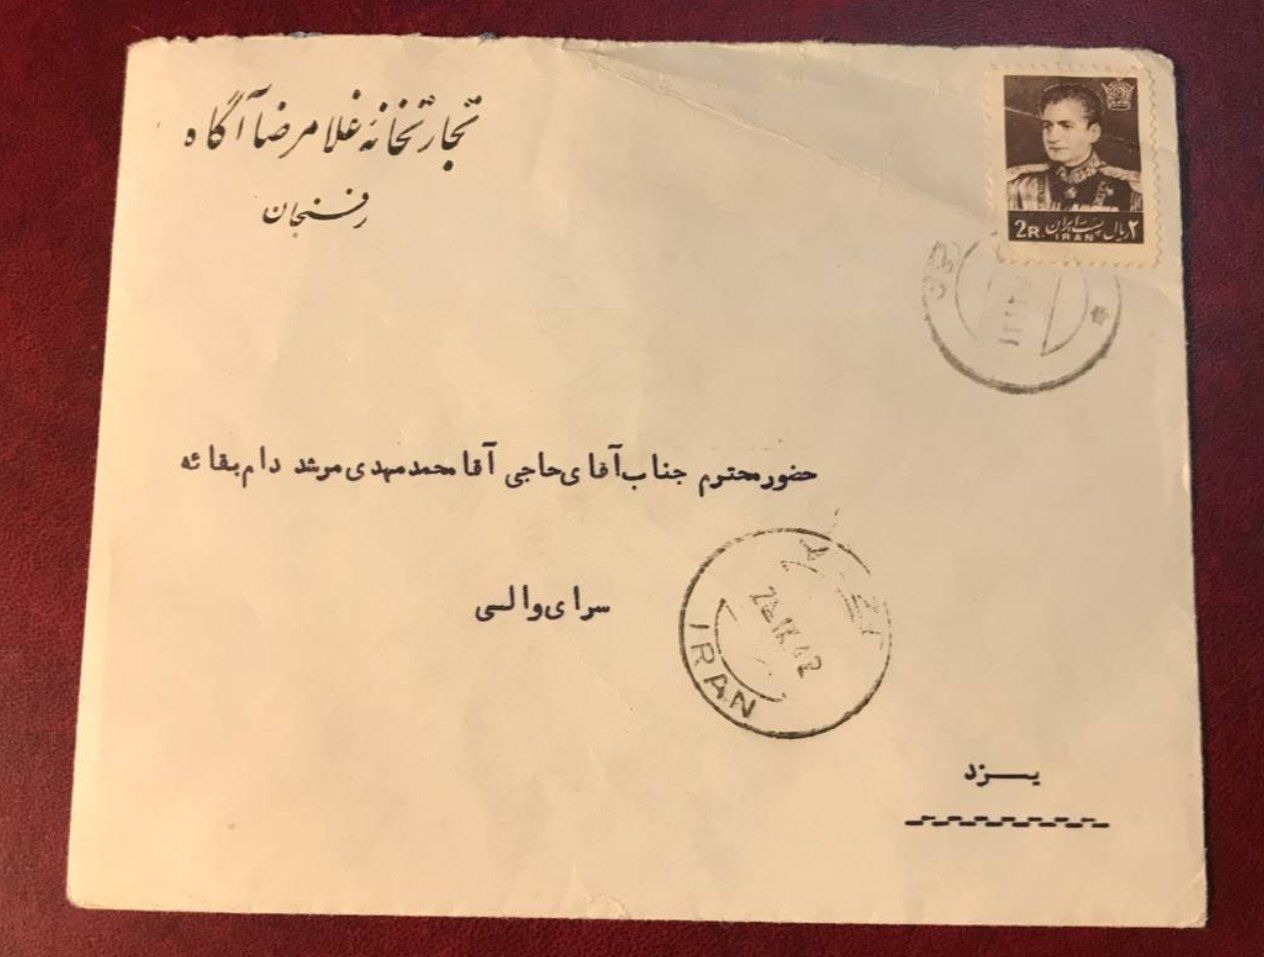 تجارتخانهٔ غلامرضا آگاه
رفسنجان
2R. ۲ ریال پست ایران
IRAN
حضور محترم جناب آقای حاجی آقا محمد مهدی مرشد دام بقائه
سرای والسی
IRAN
یزد